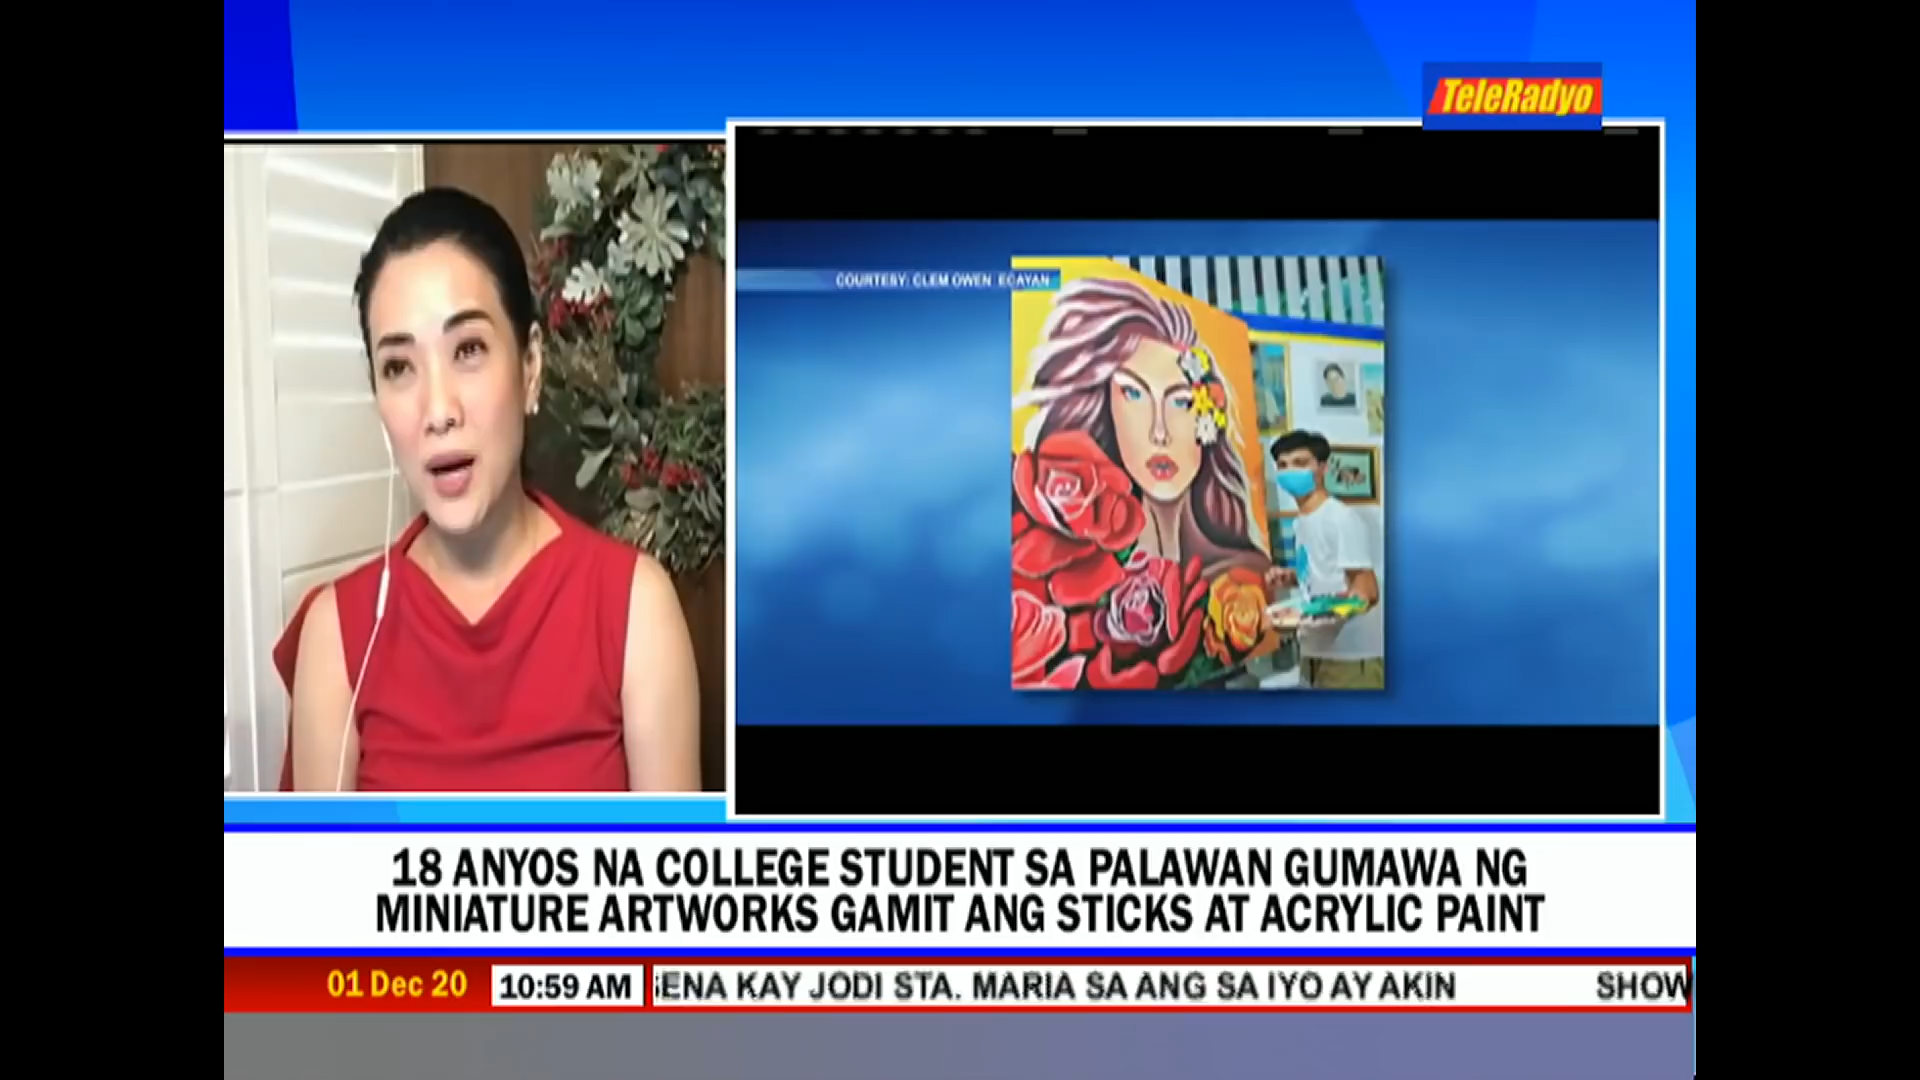 TeleRadyo
COURTESY: CLEM OWEN ECAYAN
18 ANYOS NA COLLEGE STUDENT SA PALAWAN GUMAWA NG
MINIATURE ARTWORKS GAMIT ANG STICKS AT ACRYLIC PAINT
01 Dec 20 10:59 AM ENA KAY JODI STA. MARIA SA ANG SA IYO AY AKIN SHOW